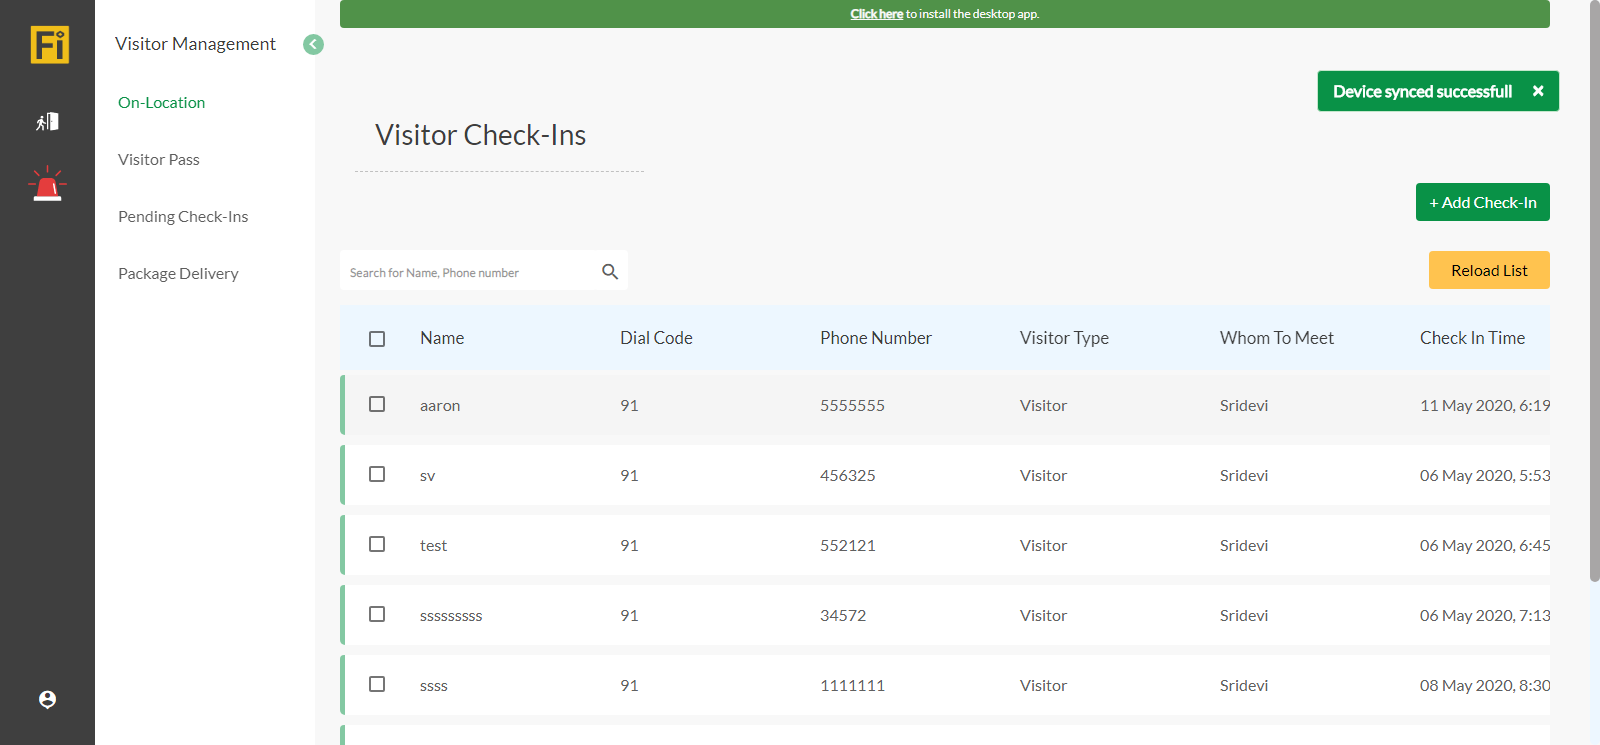 Click here to install the desktop app.
Fi
Visitor Management
On-Location
Visitor Pass
Pending Check-Ins
Package Delivery
Device synced successfull ×
Visitor Check-Ins
+ Add Check-In
Search for Name, Phone number
Reload List
Name Dial Code Phone Number Visitor Type Whom To Meet Check In Time
aaron 91 5555555 Visitor Sridevi 11 May 2020, 6:19
sv 91 456325 Visitor Sridevi 06 May 2020, 5:53
test 91 552121 Visitor Sridevi 06 May 2020, 6:45
sssssssss 91 34572 Visitor Sridevi 06 May 2020, 7:13
ssss 91 1111111 Visitor Sridevi 08 May 2020, 8:30